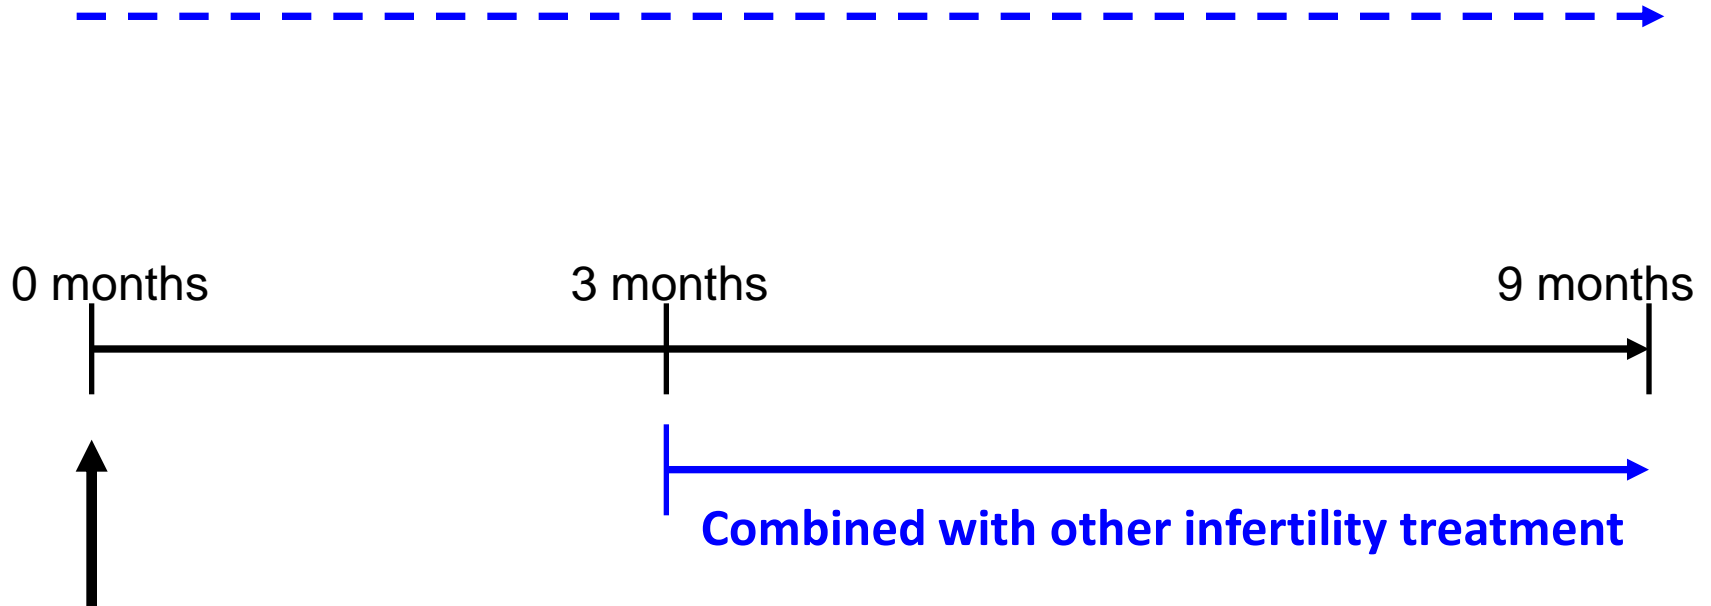 0 months 3 months 9 months
Combined with other infertility treatment